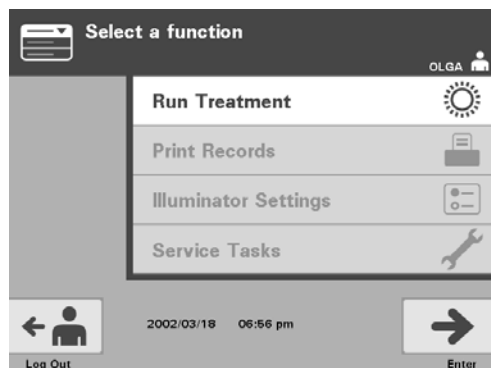 Select a function
OLGA
Run Treatment
Print Records
Illuminator Settings
Service Tasks
2002/03/18 06:56 pm
Log Out
Enter